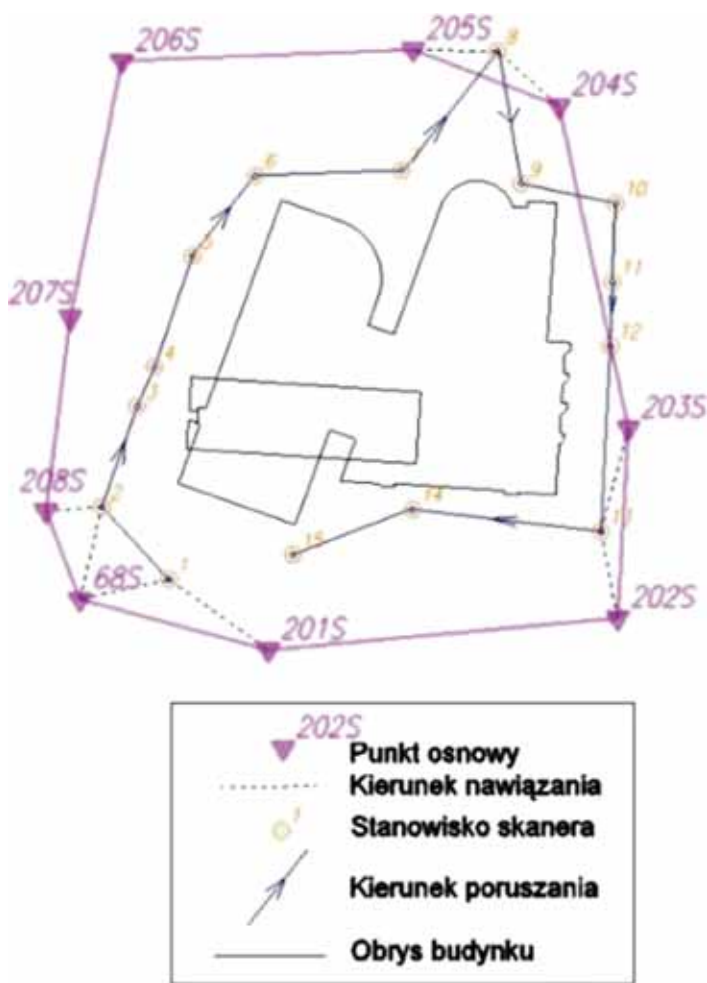 206S
205S
8
204S
6
7
9
10
5
11
207S
12
4
3
203S
208S
2
14
13
15
1
68S
202S
201S
202S
Punkt osnowy
Kierunek nawiązania
1
Stanowisko skanera
Kierunek poruszania
Obrys budynku